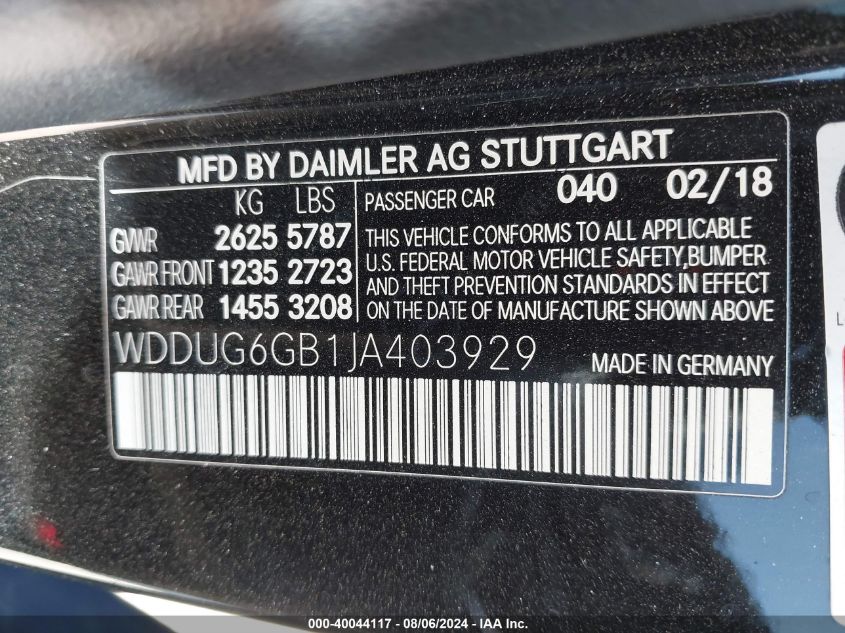 MFD BY DAIMLER AG STUTTGART
KG LBS
GVWR 2625 5787
GAWR FRONT 1235 2723
GAWR REAR 1455 3208
PASSENGER CAR 040 02/18
THIS VEHICLE CONFORMS TO ALL APPLICABLE
U.S. FEDERAL MOTOR VEHICLE SAFETY, BUMPER
AND THEFT PREVENTION STANDARDS IN EFFECT
ON THE DATE OF MANUFACTURE SHOWN ABOVE
WDDUG6GB1JA403929 MADE IN GERMANY
000-40044117 - 08/06/2024 - IAA Inc.